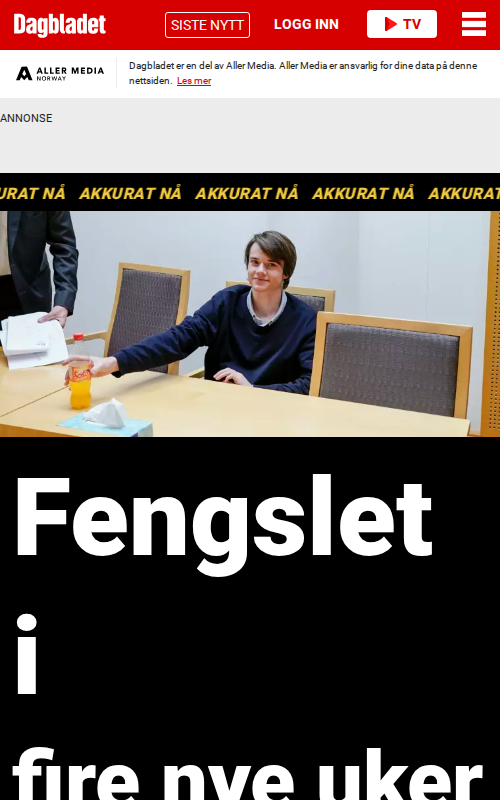 Dagbladet SISTE NYTT LOGG INN TV
ALLER MEDIA NORWAY
Dagbladet er en del av Aller Media. Aller Media er ansvarlig for dine data på denne
nettsiden. Les mer
ANNONSE
URAT NÅ AKKURAT NÅ AKKURAT NÅ AKKURAT NÅ AKKURAT
Fengslet
i
fire nye uker